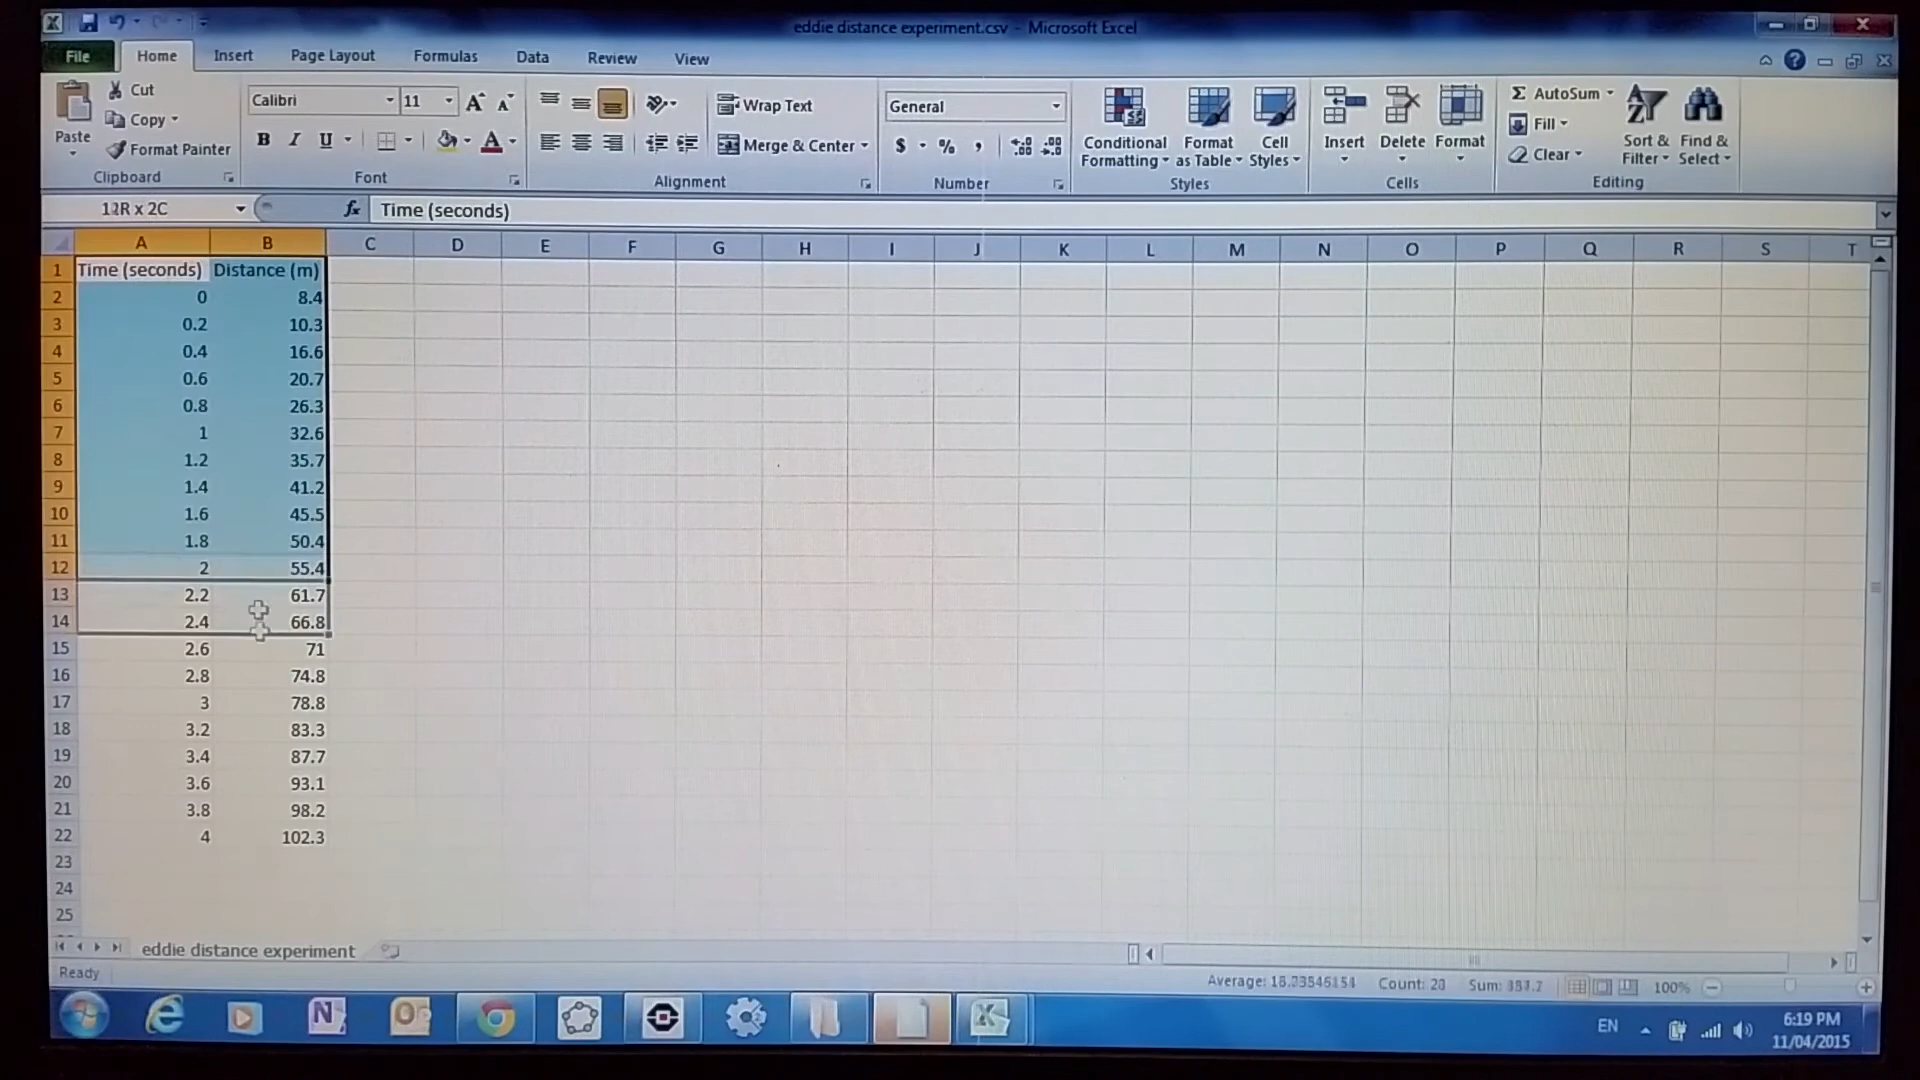 eddie distance experiment.csv - Microsoft Excel
File Home Insert Page Layout Formulas Data Review View
Paste
Cut
Copy
Format Painter
Clipboard
Calibri 11
B I U
Font
Wrap Text
Merge & Center
Alignment
General
$ % ,
Number
Conditional Formatting
Format as Table
Cell Styles
Styles
Insert Delete Format
Cells
Σ AutoSum
Fill
Clear
Sort & Filter
Find & Select
Editing
fx Time (seconds)
A B C D E F G H I J K L M N O P Q R S T
1 Time (seconds) Distance (m)
2 0 8.4
3 0.2 10.3
4 0.4 16.6
5 0.6 20.7
6 0.8 26.3
7 1 32.6
8 1.2 35.7
9 1.4 41.2
10 1.6 45.5
11 1.8 50.4
12 2 55.4
13 2.2 61.7
14 2.4 66.8
15 2.6 71
16 2.8 74.8
17 3 78.8
18 3.2 83.3
19 3.4 87.7
20 3.6 93.1
21 3.8 98.2
22 4 102.3
23
24
25
eddie distance experiment
Ready
Average: Count: Sum: 100%
EN
6:19 PM
11/04/2015